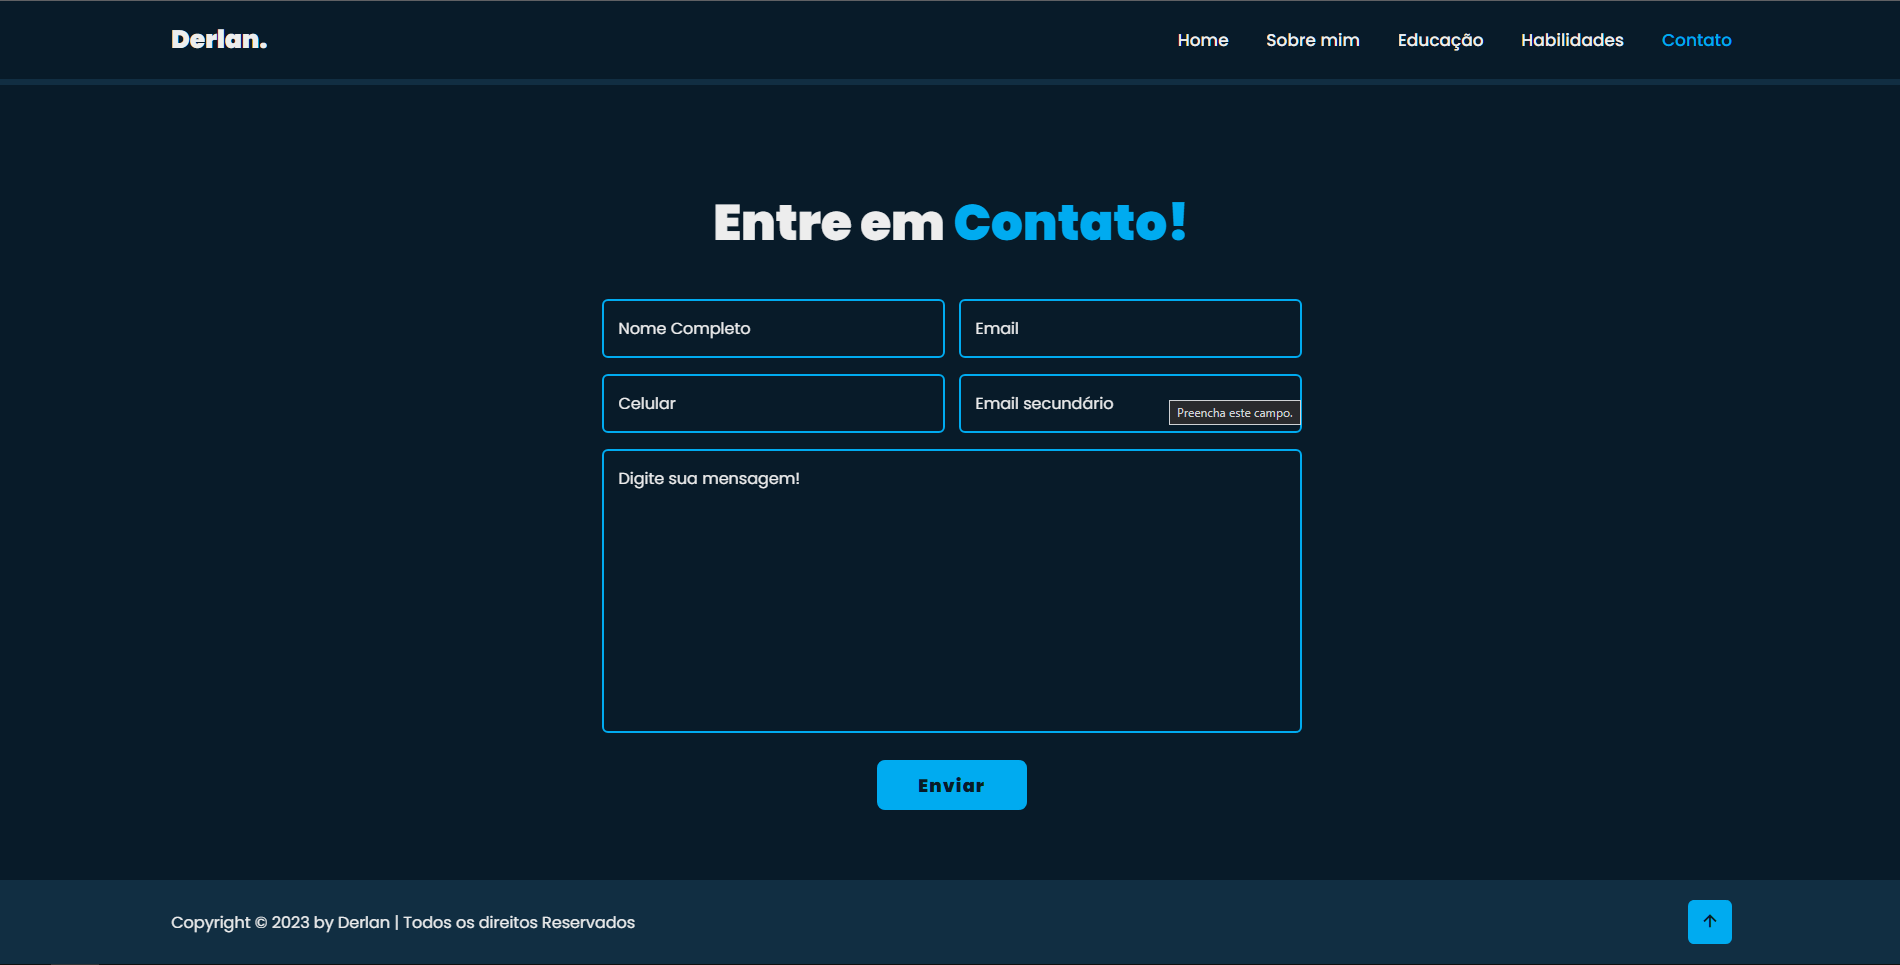 Derlan.
Home Sobre mim Educação Habilidades Contato
Entre em Contato!
Nome Completo
Email
Celular
Email secundário
Preencha este campo.
Digite sua mensagem!
Enviar
Copyright © 2023 by Derlan | Todos os direitos Reservados